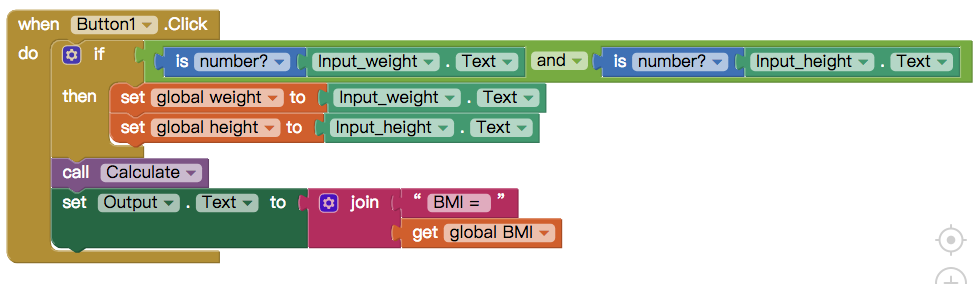 when Button1 .Click
do if is number? Input_weight . Text and is number? Input_height . Text
then set global weight to Input_weight . Text
set global height to Input_height . Text
call Calculate
set Output . Text to join “ BMI = ”
get global BMI